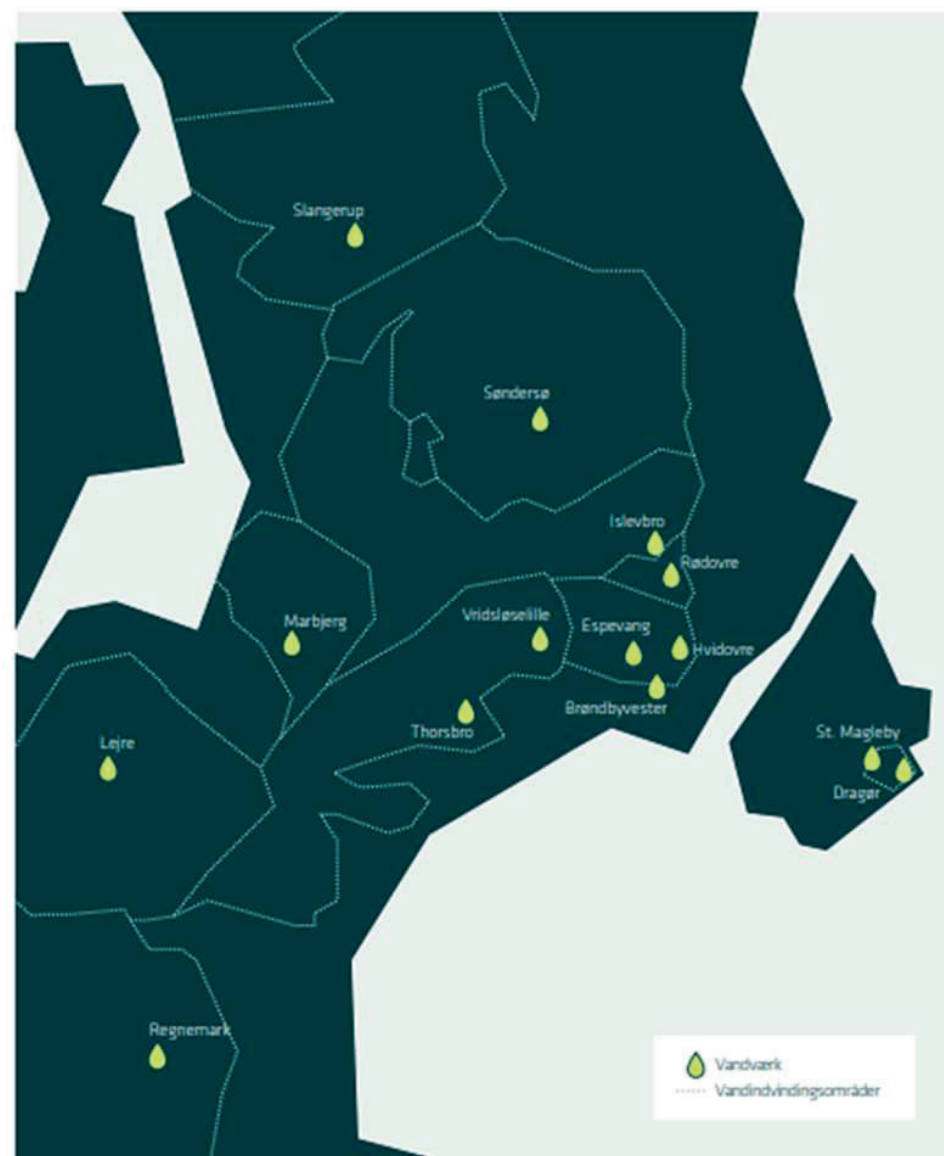 Slangerup
Søndersø
Islevbro
Rødovre
Marbjerg
Vridsløselille
Espevang
Hvidovre
Brøndbyvester
Thorsbro
St. Magleby
Lejre
Dragør
Regnemark
Vandværk
Vandindvindingsområder